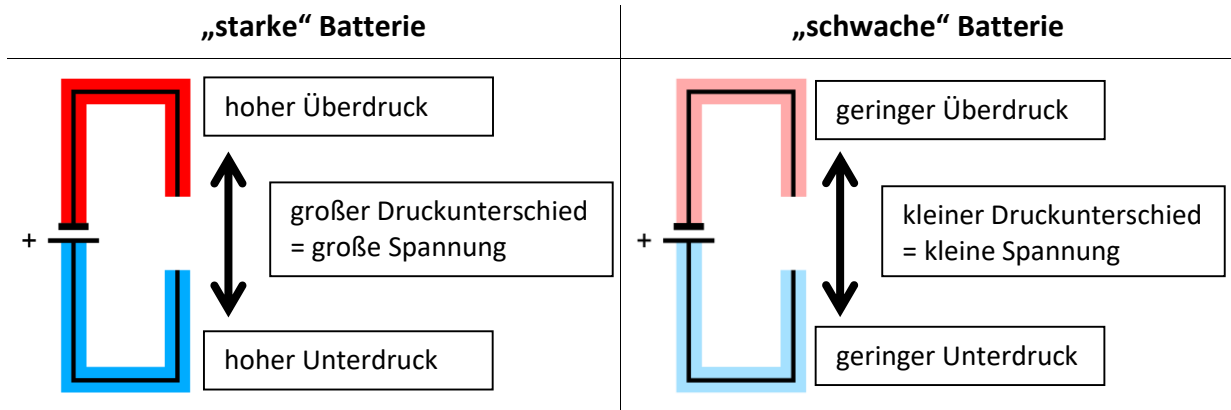 „starke“ Batterie
hoher Überdruck
großer Druckunterschied
= große Spannung
+
hoher Unterdruck
„schwache“ Batterie
geringer Überdruck
kleiner Druckunterschied
= kleine Spannung
+
geringer Unterdruck